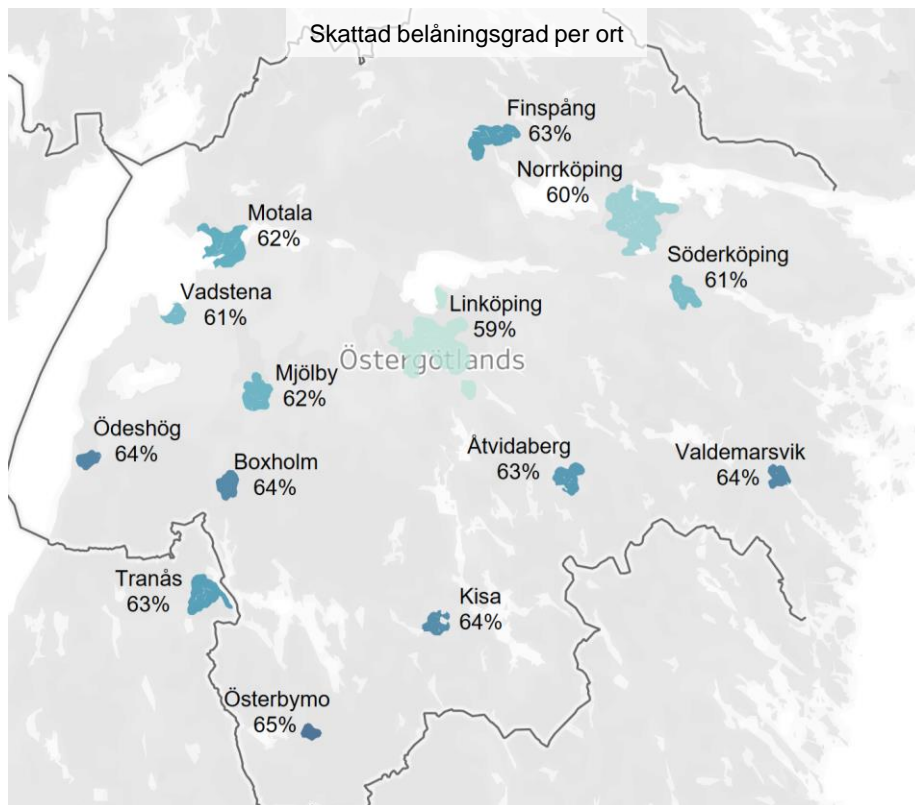 Skattad belåningsgrad per ort
Finspång
63%
Norrköping
60%
Motala
62%
Söderköping
61%
Vadstena
61%
Linköping
59%
Östergötlands
Mjölby
62%
Ödeshög
64%
Boxholm
64%
Åtvidaberg
63%
Valdemarsvik
64%
Tranås
63%
Kisa
64%
Österbymo
65%